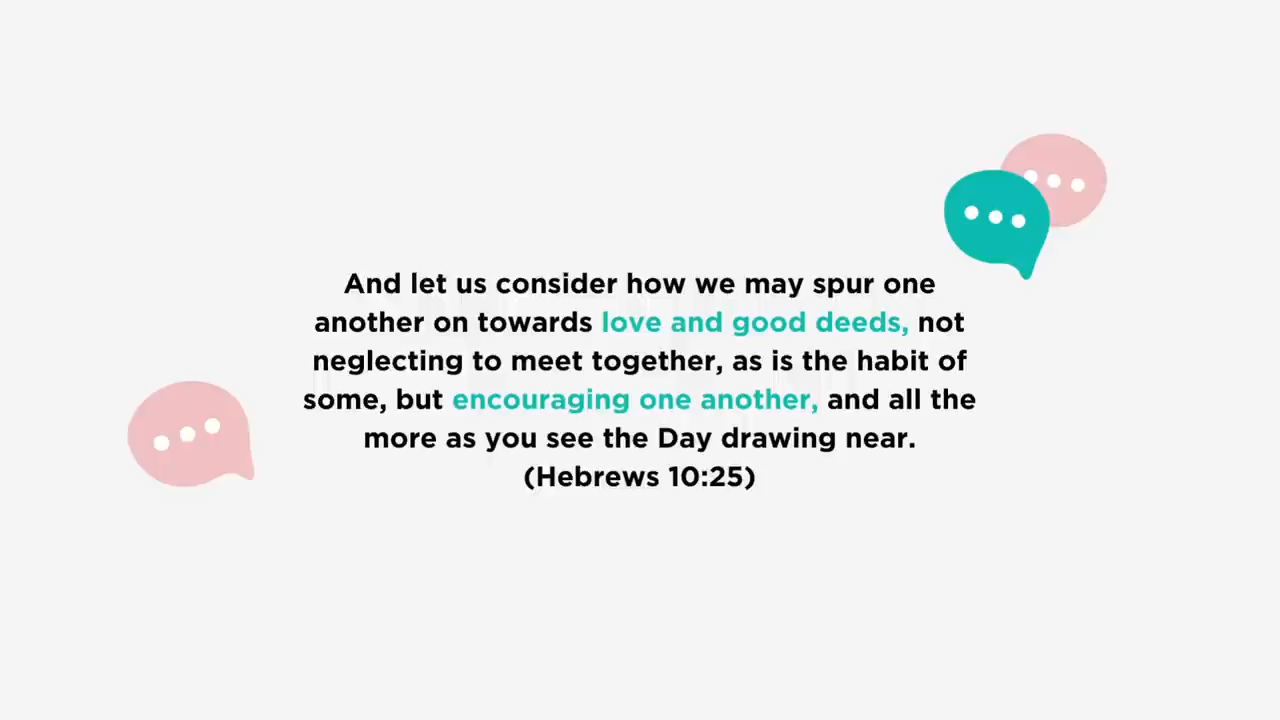 And let us consider how we may spur one
another on towards love and good deeds, not
neglecting to meet together, as is the habit of
some, but encouraging one another, and all the
more as you see the Day drawing near.
(Hebrews 10:25)